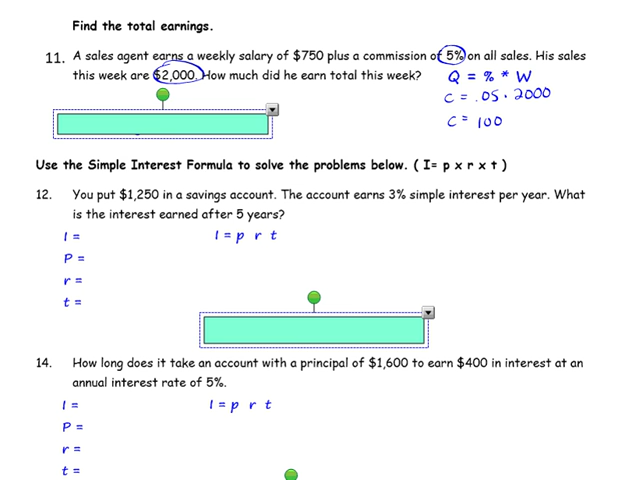 Find the total earnings.
11. A sales agent earns a weekly salary of $750 plus a commission of 5% on all sales. His sales
this week are $2,000. How much did he earn total this week?
Q = % * W
C = .05 · 2000
C = 100
Use the Simple Interest Formula to solve the problems below. ( I= p x r x t )
12. You put $1,250 in a savings account. The account earns 3% simple interest per year. What
is the interest earned after 5 years?
I = I = p r t
P =
r =
t =
14. How long does it take an account with a principal of $1,600 to earn $400 in interest at an
annual interest rate of 5%.
I = I = p r t
P =
r =
t =